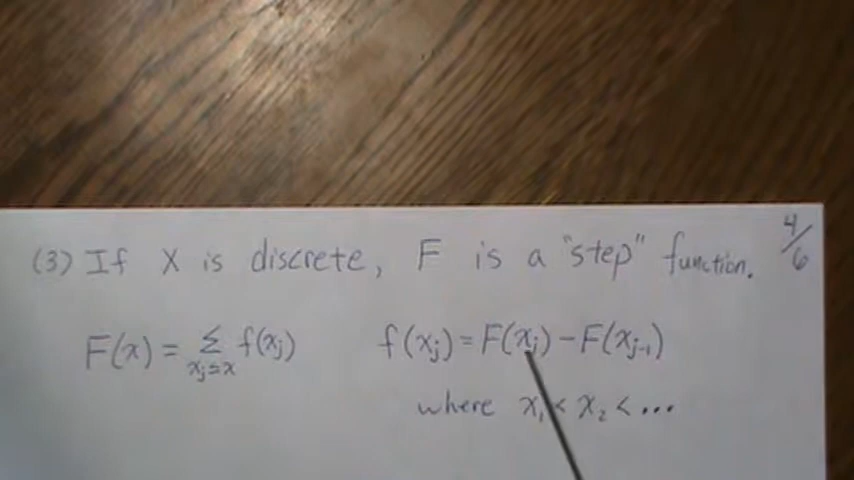 (3) If X is discrete, F is a "step" function. 4/6
F(x) = Σ_{xⱼ≤x} f(xⱼ) f(xⱼ) = F(xⱼ) - F(xⱼ₋₁)
where x₁ < x₂ < ...